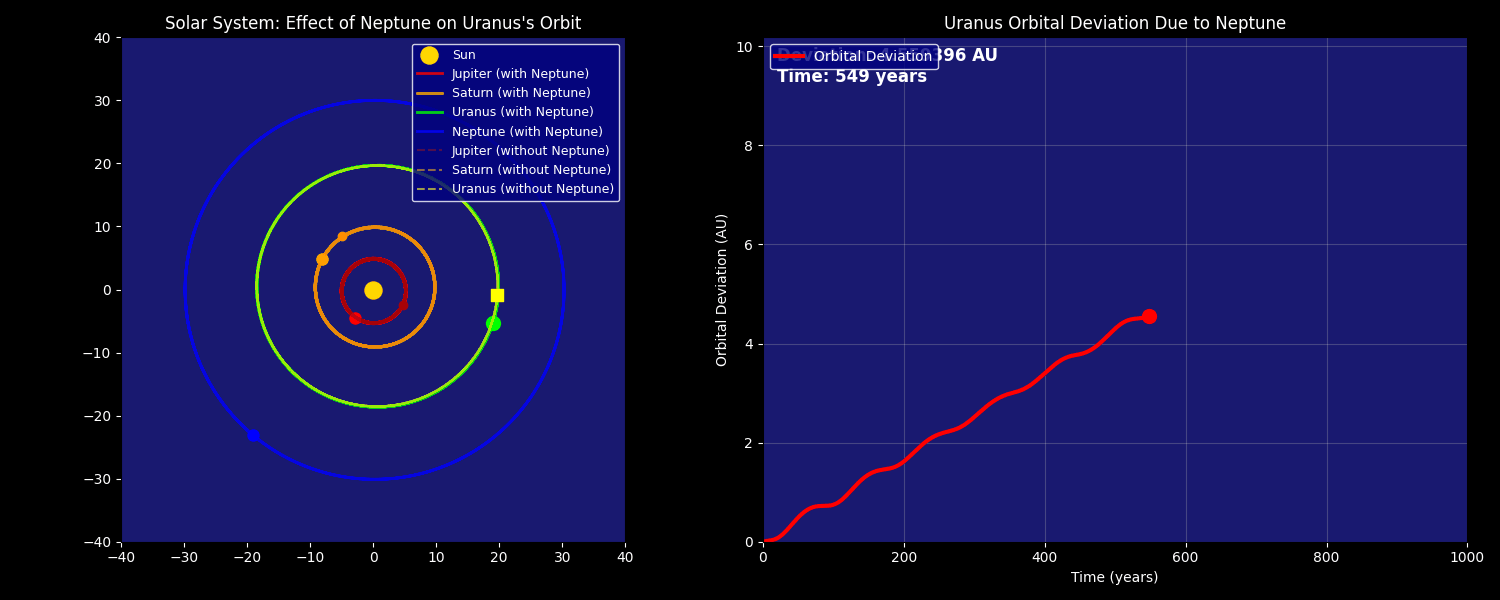 Solar System: Effect of Neptune on Uranus's Orbit
40
30
20
10
0
−10
−20
−30
−40
−40
−30
−20
−10
0
10
20
30
40
Sun
Jupiter (with Neptune)
Saturn (with Neptune)
Uranus (with Neptune)
Neptune (with Neptune)
Jupiter (without Neptune)
Saturn (without Neptune)
Uranus (without Neptune)
Uranus Orbital Deviation Due to Neptune
Orbital Deviation
AU
Time: 549 years
Orbital Deviation (AU)
10
8
6
4
2
0
0
200
400
600
800
1000
Time (years)